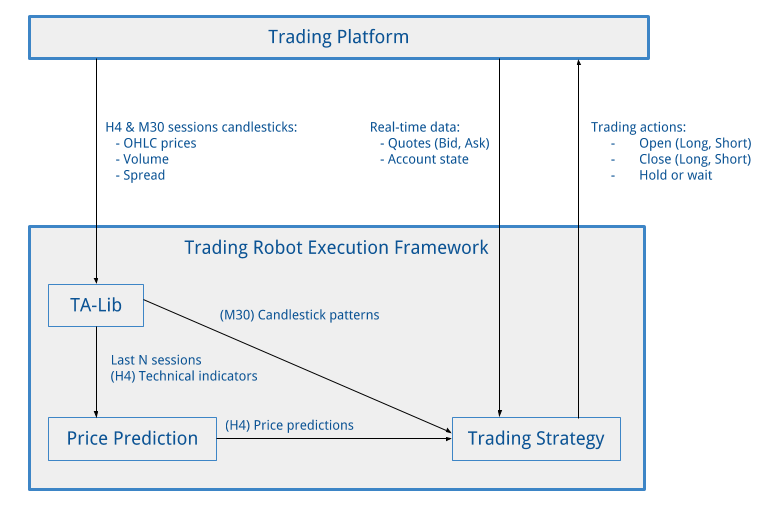 Trading Platform
H4 & M30 sessions candlesticks:
- OHLC prices
- Volume
- Spread
Real-time data:
- Quotes (Bid, Ask)
- Account state
Trading actions:
- Open (Long, Short)
- Close (Long, Short)
- Hold or wait
Trading Robot Execution Framework
TA-Lib
(M30) Candlestick patterns
Last N sessions
(H4) Technical indicators
Price Prediction
(H4) Price predictions
Trading Strategy